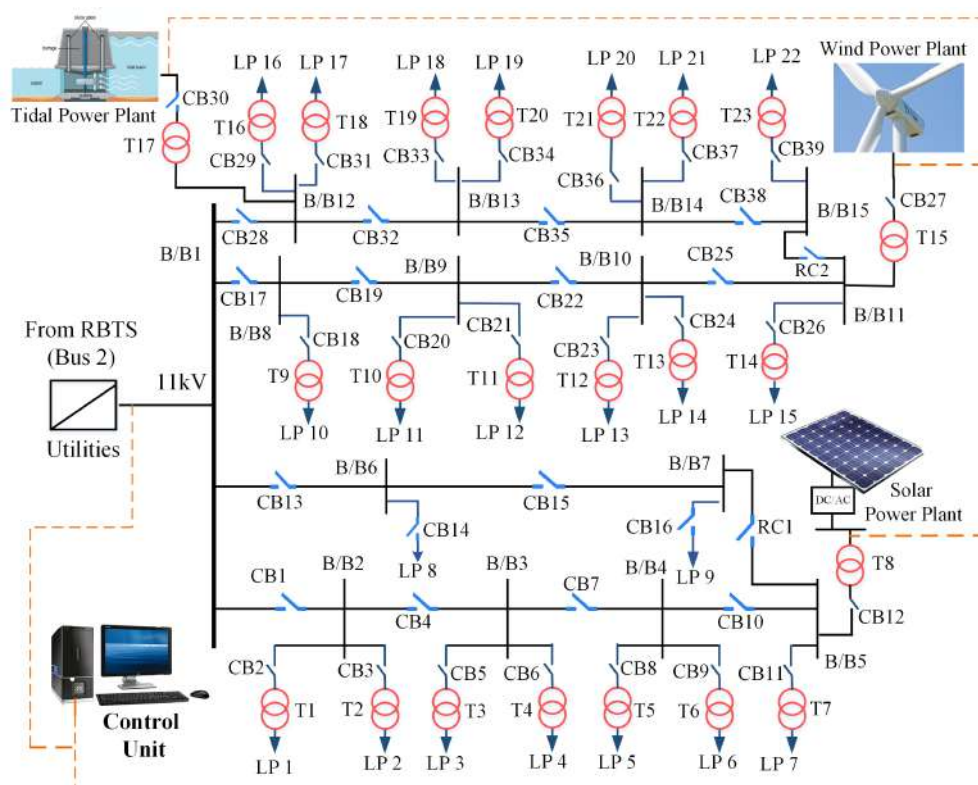 LP 16
LP 17
LP 18
LP 19
LP 20
LP 21
LP 22
Wind Power Plant
CB30
Tidal Power Plant
T17
T16
T18
T19
T20
T21
T22
T23
CB29
CB31
CB33
CB34
CB36
CB37
CB39
CB27
B/B12
B/B13
B/B14
CB38
B/B15
T15
B/B1
CB28
CB32
CB35
RC2
CB17
CB19
B/B9
CB22
B/B10
CB25
B/B11
From RBTS
(Bus 2)
B/B8
CB18
CB20
CB21
CB23
CB24
CB26
11kV
T9
T10
T11
T12
T13
T14
Utilities
LP 10
LP 11
LP 12
LP 13
LP 14
LP 15
B/B6
B/B7
CB13
CB15
DC/AC
Solar
Power Plant
CB14
CB16
RC1
LP 8
LP 9
T8
CB1
B/B2
B/B3
CB7
B/B4
CB4
CB10
CB12
B/B5
CB2
CB3
CB5
CB6
CB8
CB9
CB11
Control
Unit
T1
T2
T3
T4
T5
T6
T7
LP 1
LP 2
LP 3
LP 4
LP 5
LP 6
LP 7